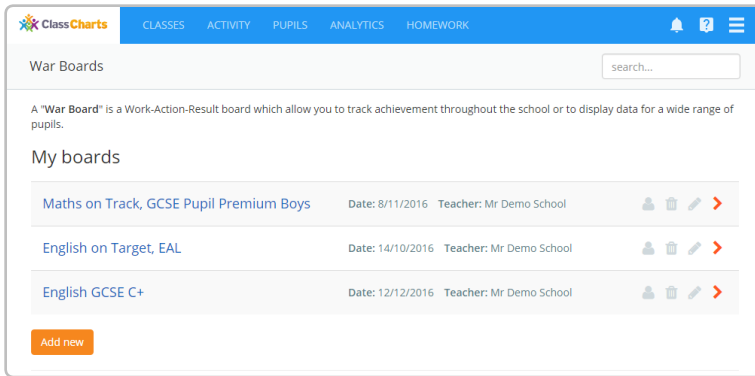 ClassCharts CLASSES ACTIVITY PUPILS ANALYTICS HOMEWORK
War Boards search...
A "War Board" is a Work-Action-Result board which allow you to track achievement throughout the school or to display data for a wide range of
pupils.
My boards
Maths on Track, GCSE Pupil Premium Boys Date: 8/11/2016 Teacher: Mr Demo School
English on Target, EAL Date: 14/10/2016 Teacher: Mr Demo School
English GCSE C+ Date: 12/12/2016 Teacher: Mr Demo School
Add new